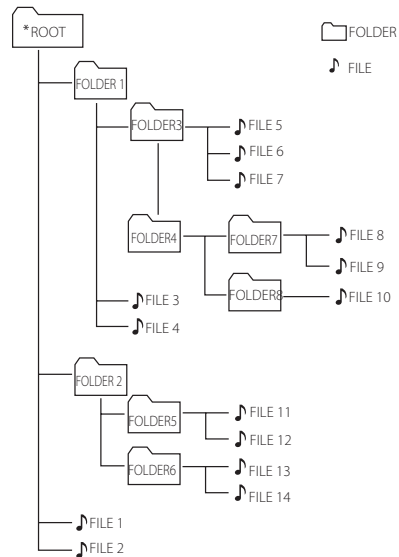 *ROOT
FOLDER
FILE
FOLDER 1
FOLDER3
FILE 5
FILE 6
FILE 7
FOLDER4
FOLDER7
FILE 8
FILE 9
FOLDER8
FILE 10
FILE 3
FILE 4
FOLDER 2
FOLDER5
FILE 11
FILE 12
FOLDER6
FILE 13
FILE 14
FILE 1
FILE 2